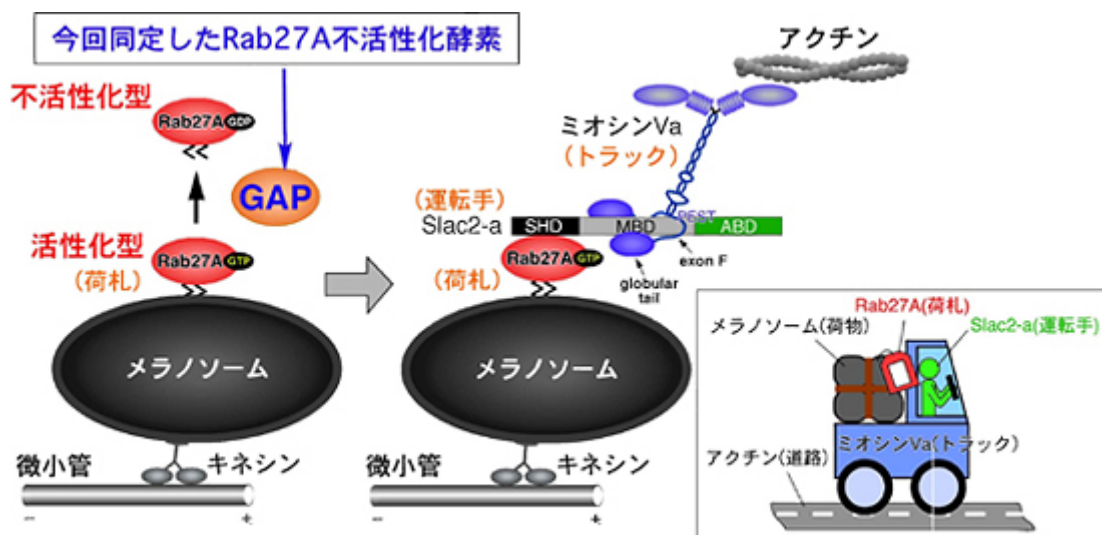 今回同定したRab27A不活性化酵素
不活性化型
Rab27A GDP
GAP
活性化型
(荷札)
Rab27A GTP
メラノソーム
微小管
キネシン
- +
アクチン
ミオシンVa
(トラック)
(運転手)
Slac2-a
SHD MBD PEST ABD
exon F
globular
tail
Rab27A GTP
(荷札)
メラノソーム
微小管
キネシン
- +
Rab27A(荷札)
メラノソーム(荷物)
Slac2-a(運転手)
ミオシンVa(トラック)
アクチン(道路)